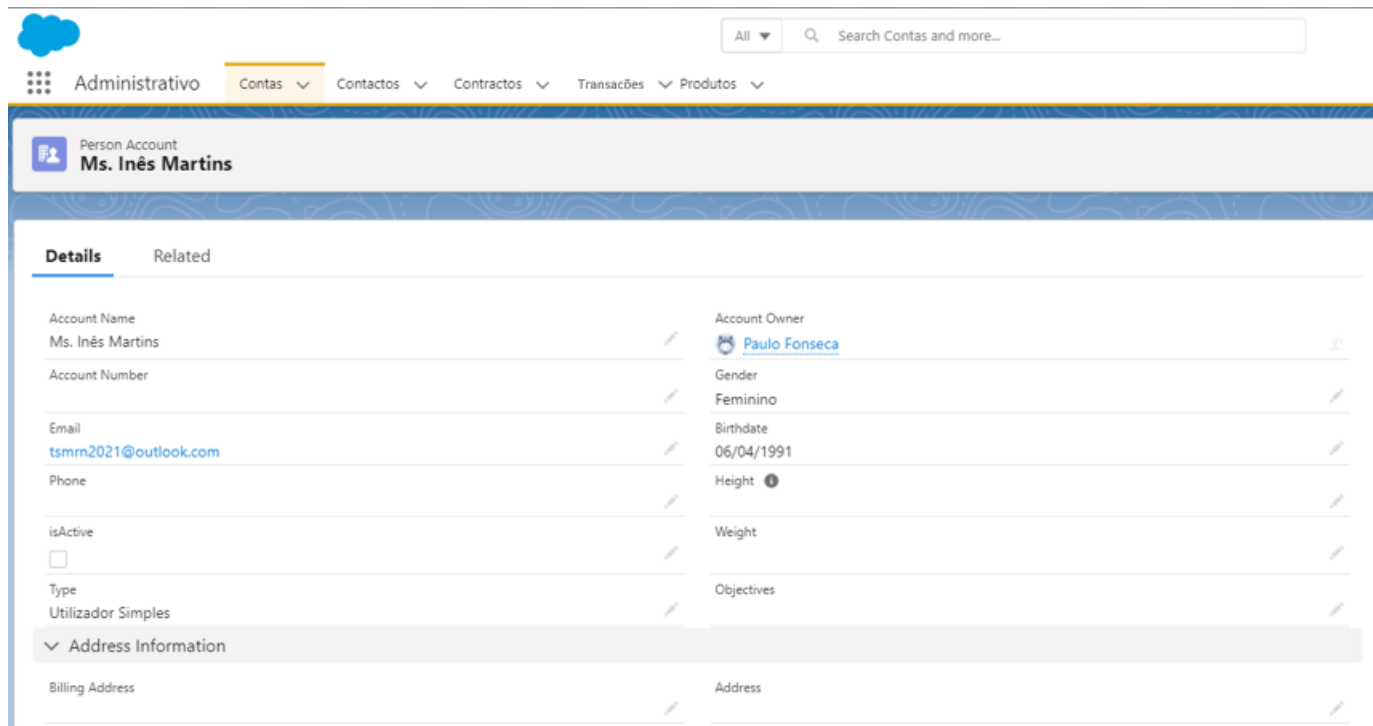 All
Search Contas and more...
Administrativo
Contas
Contactos
Contractos
Transacões
Produtos
Person Account
Ms. Inês Martins
Details
Related
Account Name
Ms. Inês Martins
Account Owner
Paulo Fonseca
Account Number
Gender
Feminino
Email
tsmrn2021@outlook.com
Birthdate
06/04/1991
Phone
Height
isActive
Weight
Type
Utilizador Simples
Objectives
Address Information
Billing Address
Address